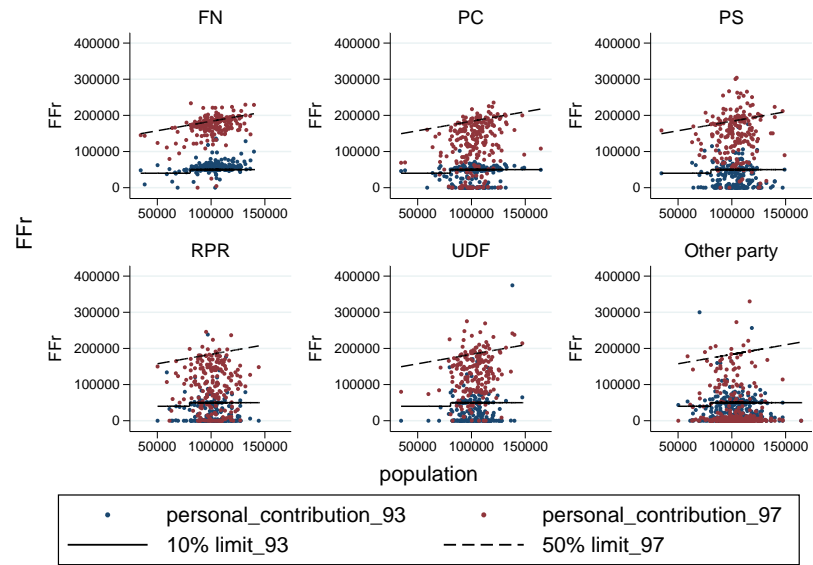 FN PC PS
400000 400000 400000
300000 300000 300000
FFr 200000 FFr 200000 FFr 200000
100000 100000 100000
0 0 0
50000 100000 150000 50000 100000 150000 50000 100000 150000
FFr
RPR UDF Other party
400000 400000 400000
300000 300000 300000
FFr 200000 FFr 200000 FFr 200000
100000 100000 100000
0 0 0
50000 100000 150000 50000 100000 150000 50000 100000 150000
population
personal_contribution_93 personal_contribution_97
10% limit_93 50% limit_97